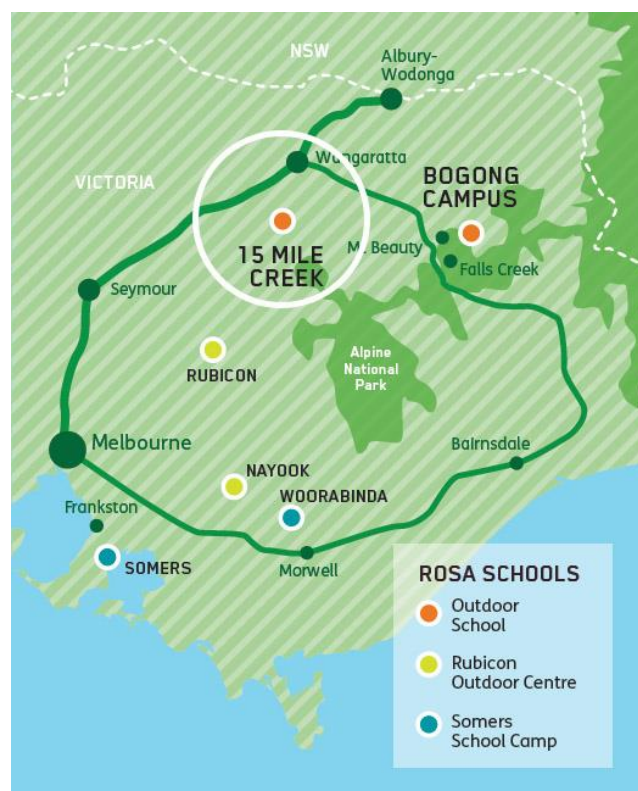 NSW
Albury-
Wodonga
Wangaratta
VICTORIA
BOGONG
CAMPUS
15 MILE
CREEK
Mt. Beauty
Falls Creek
Seymour
RUBICON
Alpine
National
Park
Melbourne
Bairnsdale
NAYOOK
WOORABINDA
Frankston
SOMERS
Morwell
ROSA SCHOOLS
Outdoor
School
Rubicon
Outdoor Centre
Somers
School Camp